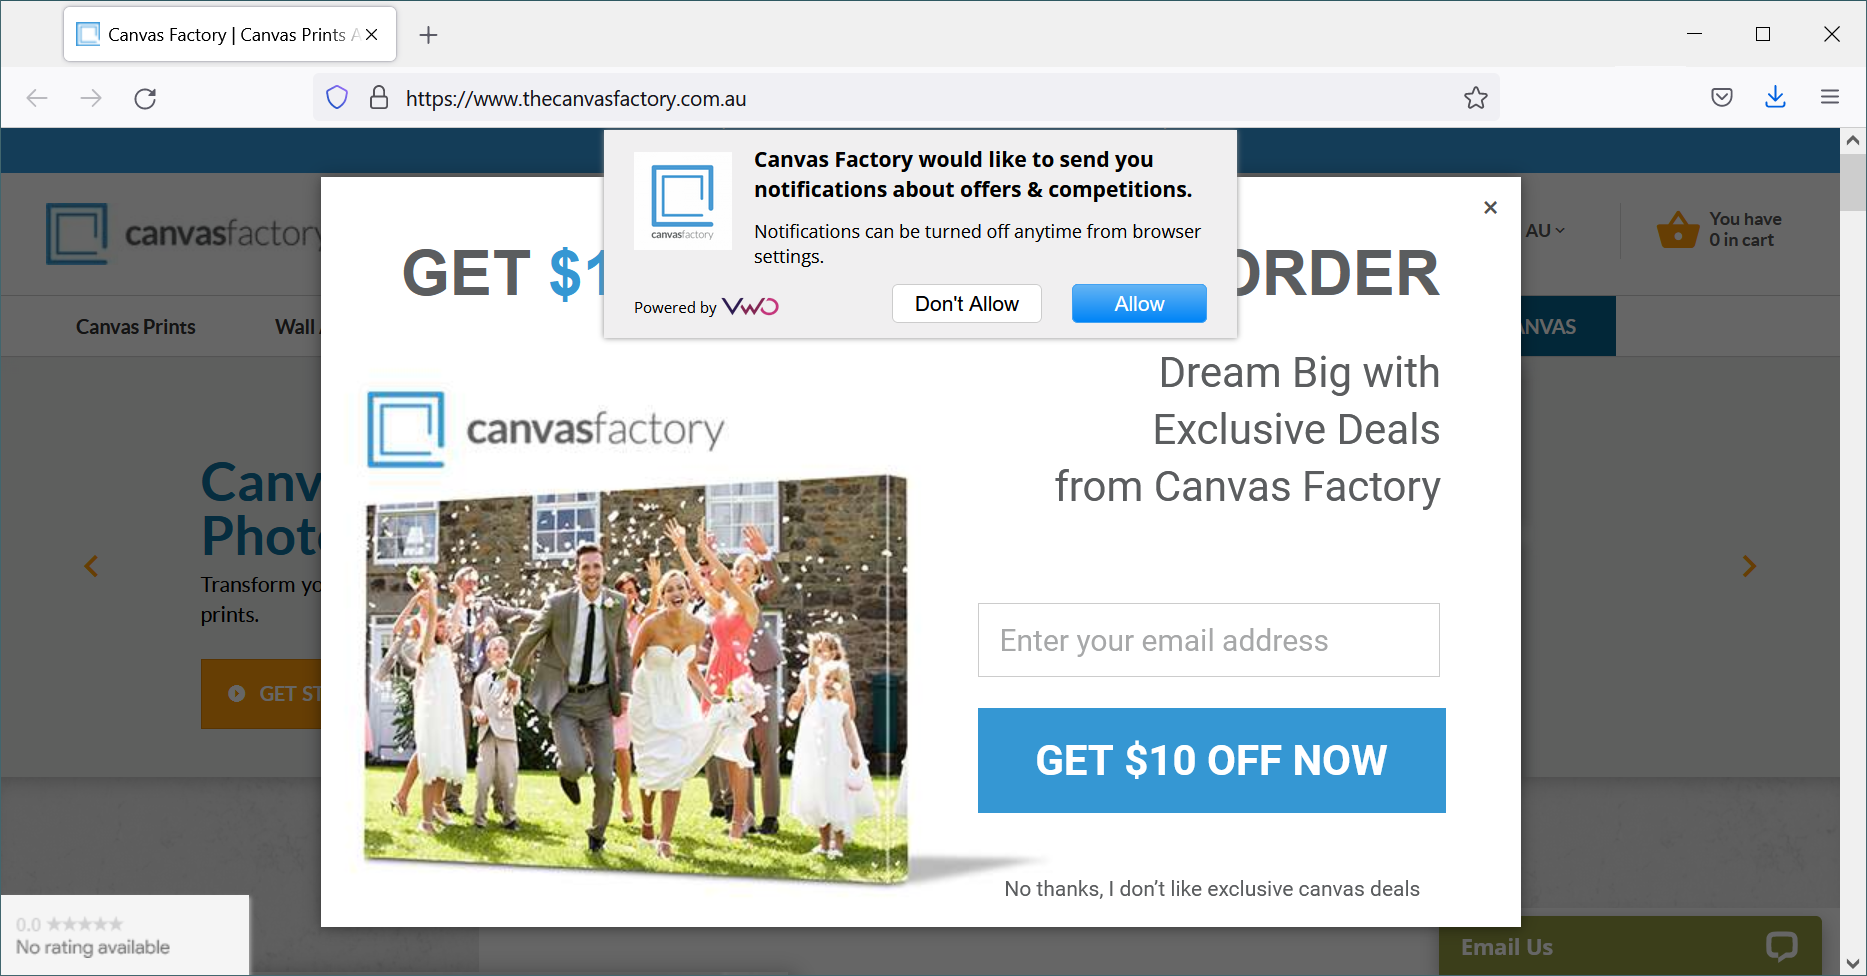 Canvas Factory | Canvas Prints A
https://www.thecanvasfactory.com.au
Canvas Factory would like to send you
notifications about offers & competitions.
Notifications can be turned off anytime from browser
settings.
canvasfactory
Powered by VWO
Don't Allow
Allow
canvasfactory
AU
You have
0 in cart
GET $1
ORDER
Canvas Prints
Wall
ANVAS
Dream Big with
Exclusive Deals
from Canvas Factory
canvasfactory
Canv
Phot
Transform yo
prints.
GET ST
Enter your email address
GET $10 OFF NOW
No thanks, I don't like exclusive canvas deals
0.0
No rating available
Email Us